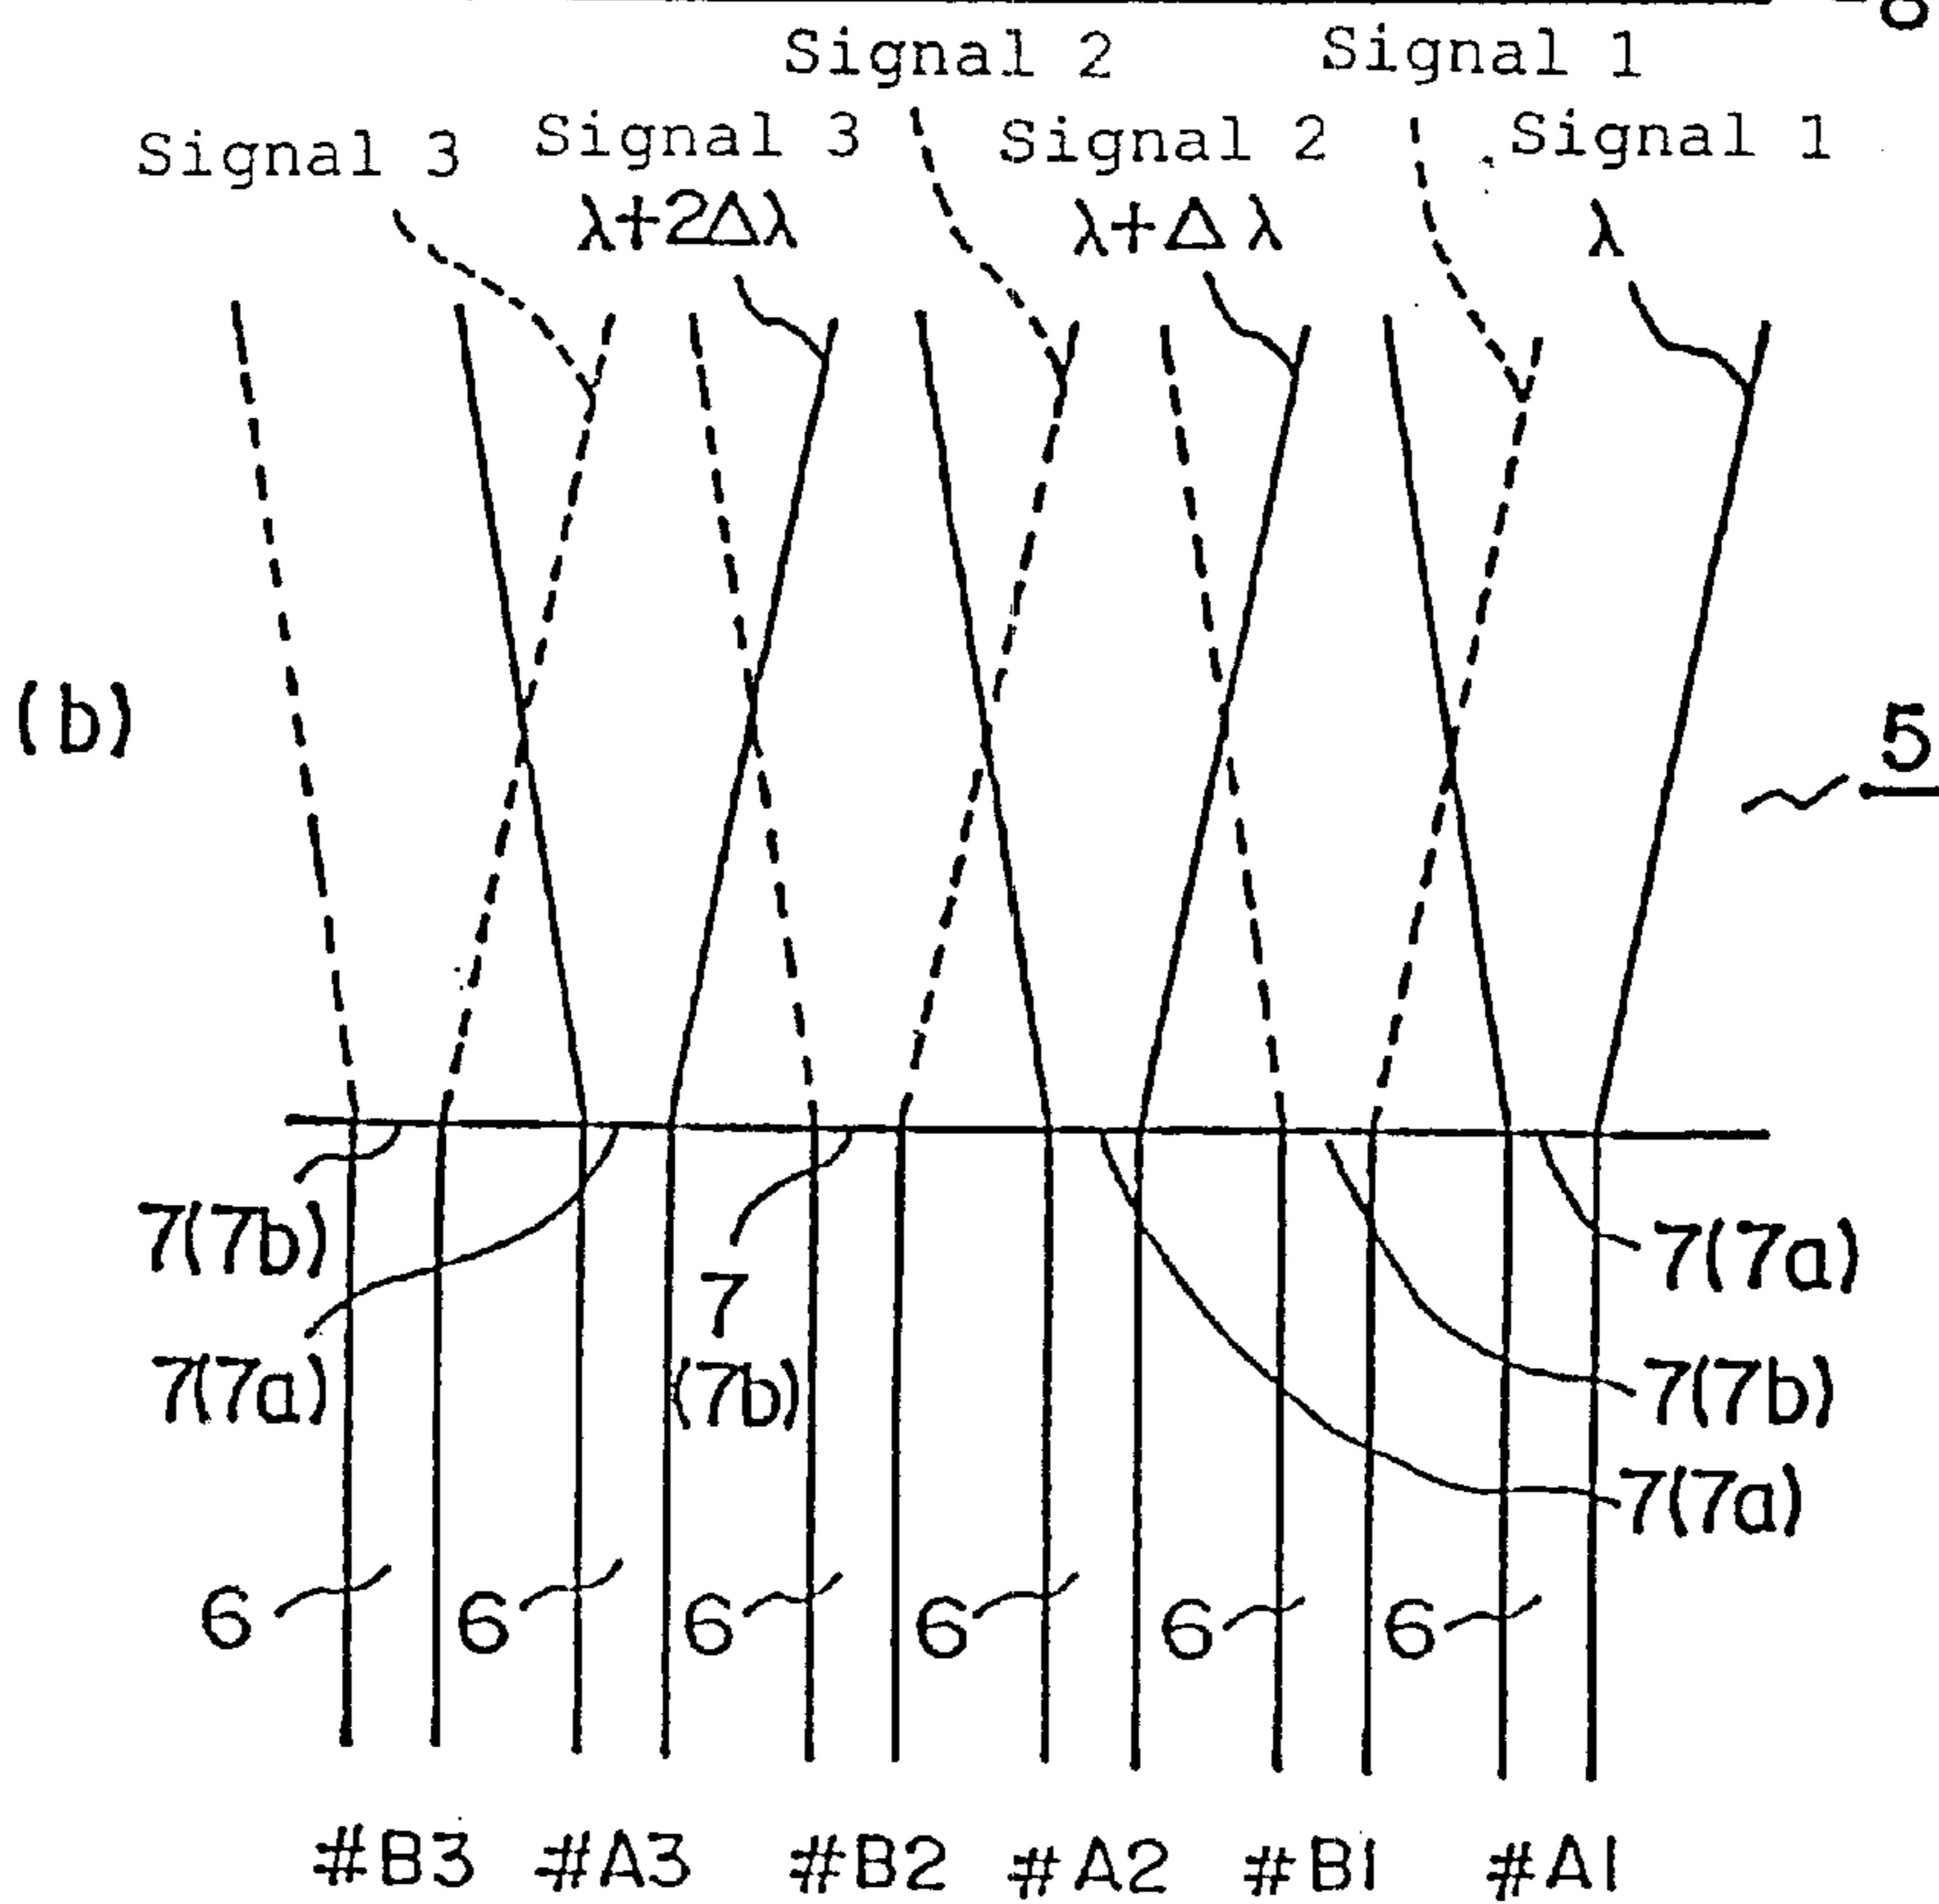 8
Signal 2 Signal 1
Signal 3 Signal 3 Signal 2 Signal 1
λ+2Δλ λ+Δλ λ
(b)
5
7(7b)
7(7a)
7
(7b)
7(7a)
7(7b)
7(7a)
6 6 6 6 6 6
#B3 #A3 #B2 #A2 #B1 #A1